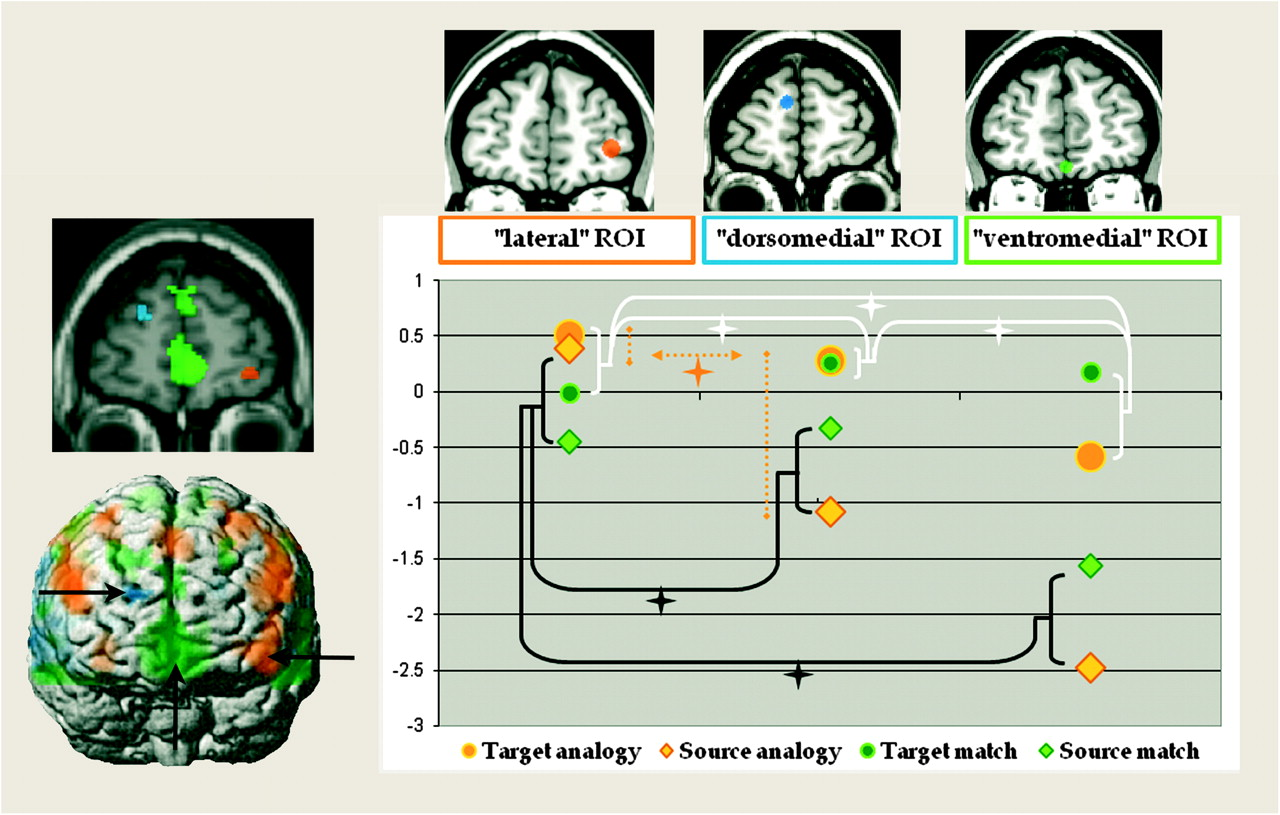 "lateral" ROI
"dorsomedial" ROI
"ventromedial" ROI
1
0.5
0
-0.5
-1
-1.5
-2
-2.5
-3
Target analogy Source analogy Target match Source match